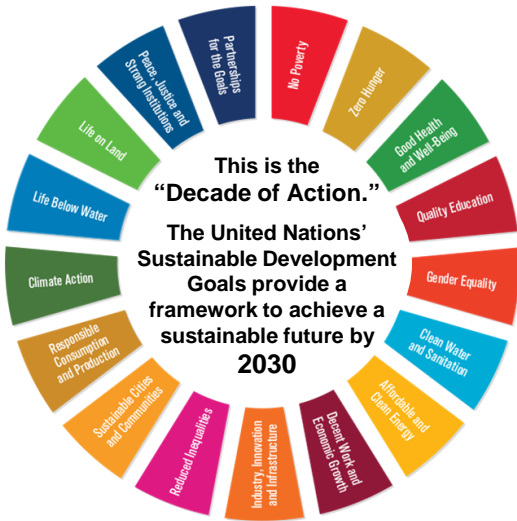 No Poverty
Zero Hunger
Good Health
and Well-Being
Quality Education
Gender Equality
Clean Water
and Sanitation
Affordable and
Clean Energy
Decent Work and
Economic Growth
Industry, Innovation
and Infrastructure
Reduced Inequalities
Sustainable Cities
and Communities
Responsible
Consumption
and Production
Climate Action
Life Below Water
Life on Land
Peace, Justice and
Strong Institutions
Partnerships
for the Goals
This is the
“Decade of Action.”
The United Nations’
Sustainable Development
Goals provide a
framework to achieve a
sustainable future by
2030